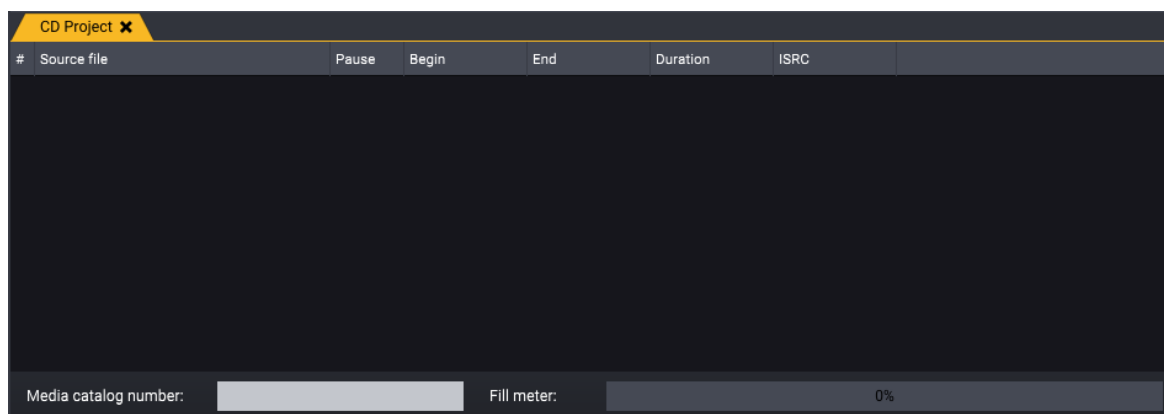 CD Project
# Source file Pause Begin End Duration ISRC
Media catalog number: Fill meter: 0%